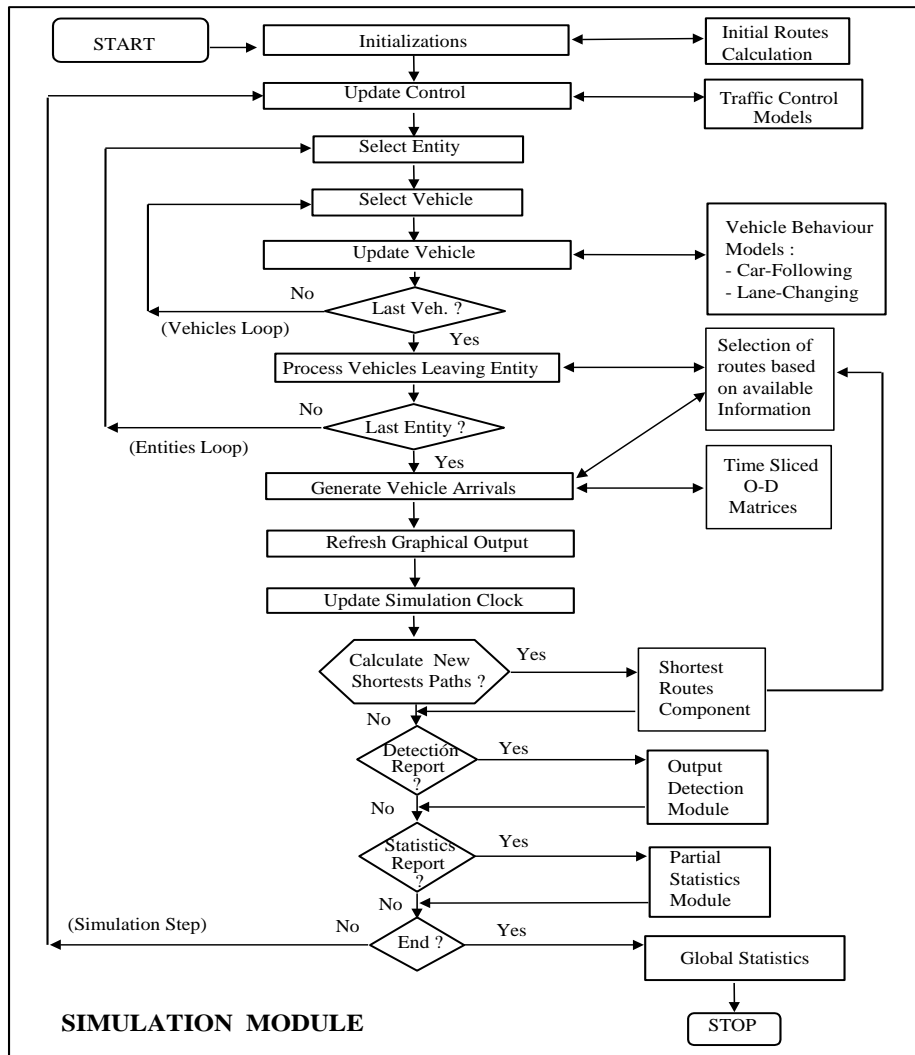 START
Initializations
Initial Routes
Calculation
Update Control
Traffic Control
Models
Select Entity
Select Vehicle
Update Vehicle
Vehicle Behaviour
Models :
- Car-Following
- Lane-Changing
No
Last Veh. ?
(Vehicles Loop)
Yes
Process Vehicles Leaving Entity
Selection of
routes based
on available
Information
No
Last Entity ?
(Entities Loop)
Yes
Generate Vehicle Arrivals
Time Sliced
O-D
Matrices
Refresh Graphical Output
Update Simulation Clock
Calculate New
Shortests Paths ?
Yes
Shortest
Routes
Component
No
Detección
Report
?
Yes
Output
Detection
Module
No
Statistics
Report
?
Yes
Partial
Statistics
Module
No
(Simulation Step)
No
End ?
Yes
Global Statistics
STOP
SIMULATION MODULE